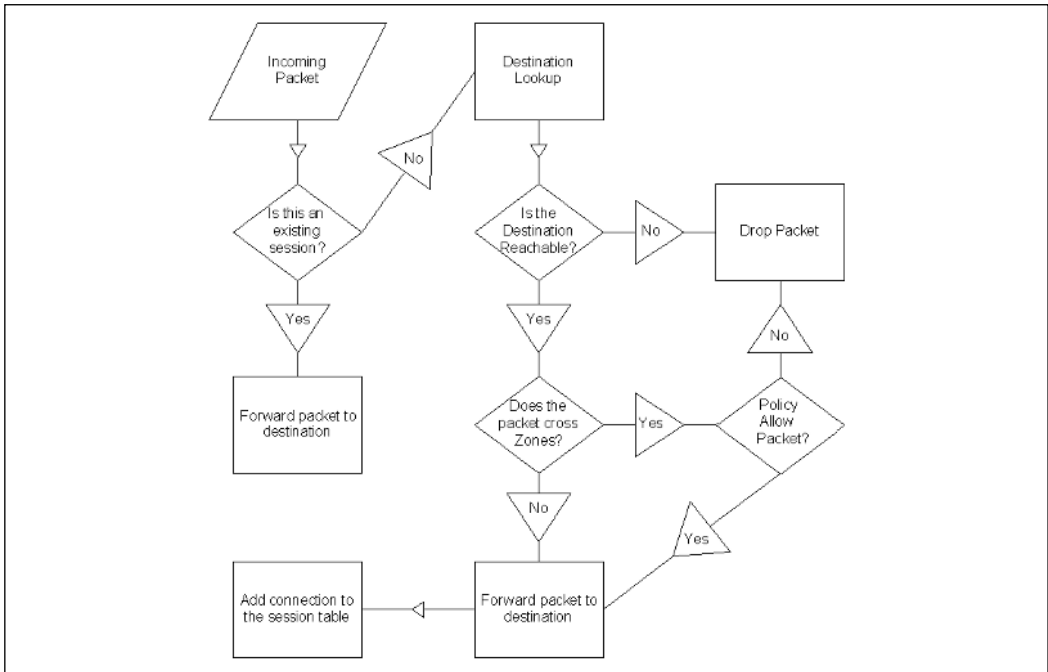 Incoming
Packet
Destination
Lookup
No
Is this an
existing
session?
Is the
Destination
Reachable?
No
Drop Packet
Yes
Yes
No
Forward packet to
destination
Does the
packet cross
Zones?
Yes
Policy
Allow
Packet?
No
Yes
Add connection to
the session table
Forward packet to
destination